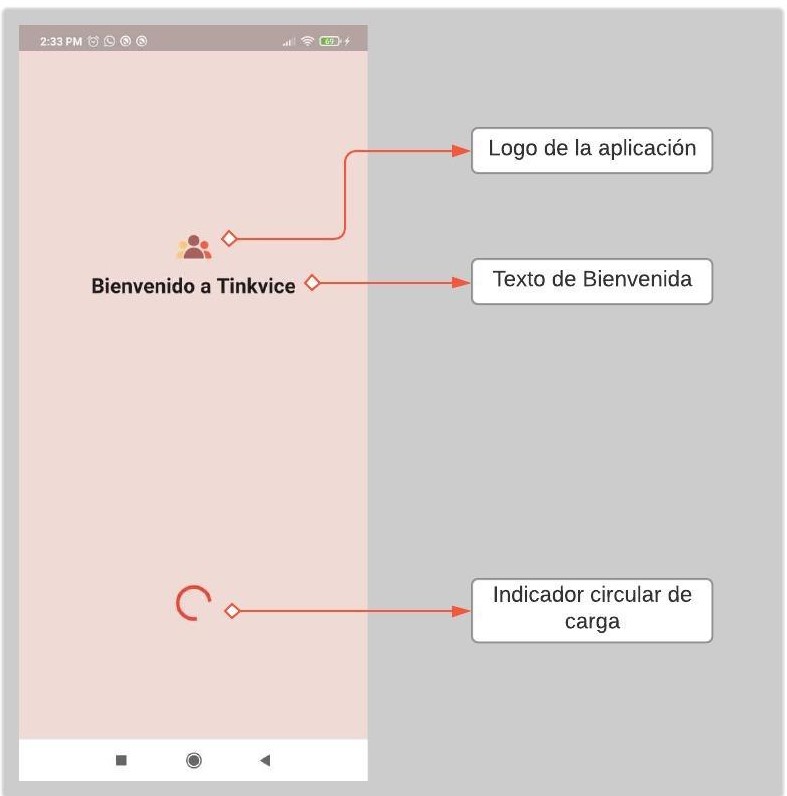 2:33 PM
69
Logo de la aplicación
Bienvenido a Tinkvice
Texto de Bienvenida
Indicador circular de
carga